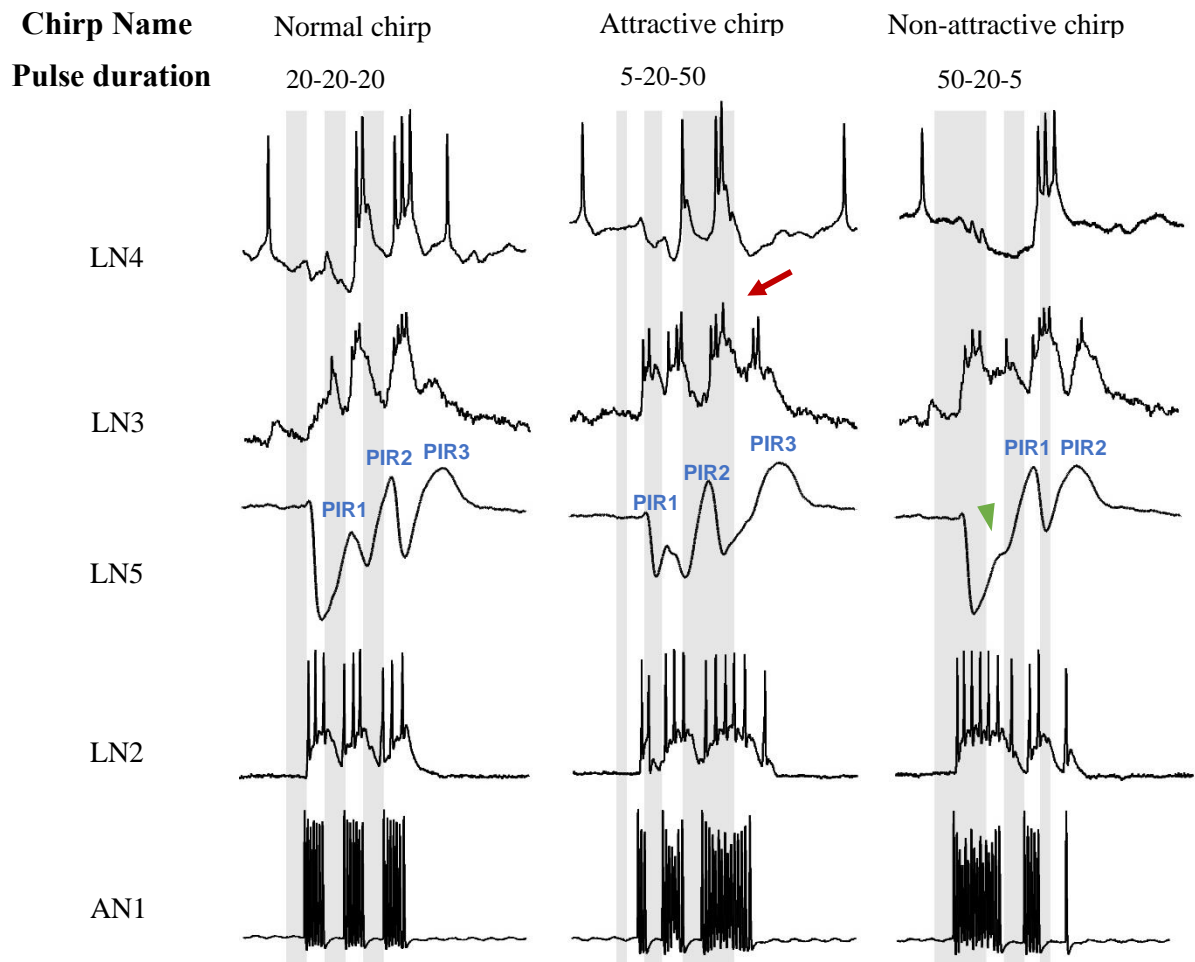 Chirp Name Normal chirp Attractive chirp Non-attractive chirp
Pulse duration 20-20-20 5-20-50 50-20-5
LN4
LN3
PIR1 PIR2 PIR3 PIR1 PIR2 PIR3 PIR1 PIR2
LN5
LN2
AN1